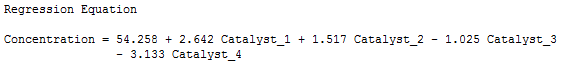 Regression Equation
Concentration = 54.258 + 2.642 Catalyst_1 + 1.517 Catalyst_2 - 1.025 Catalyst_3
- 3.133 Catalyst_4